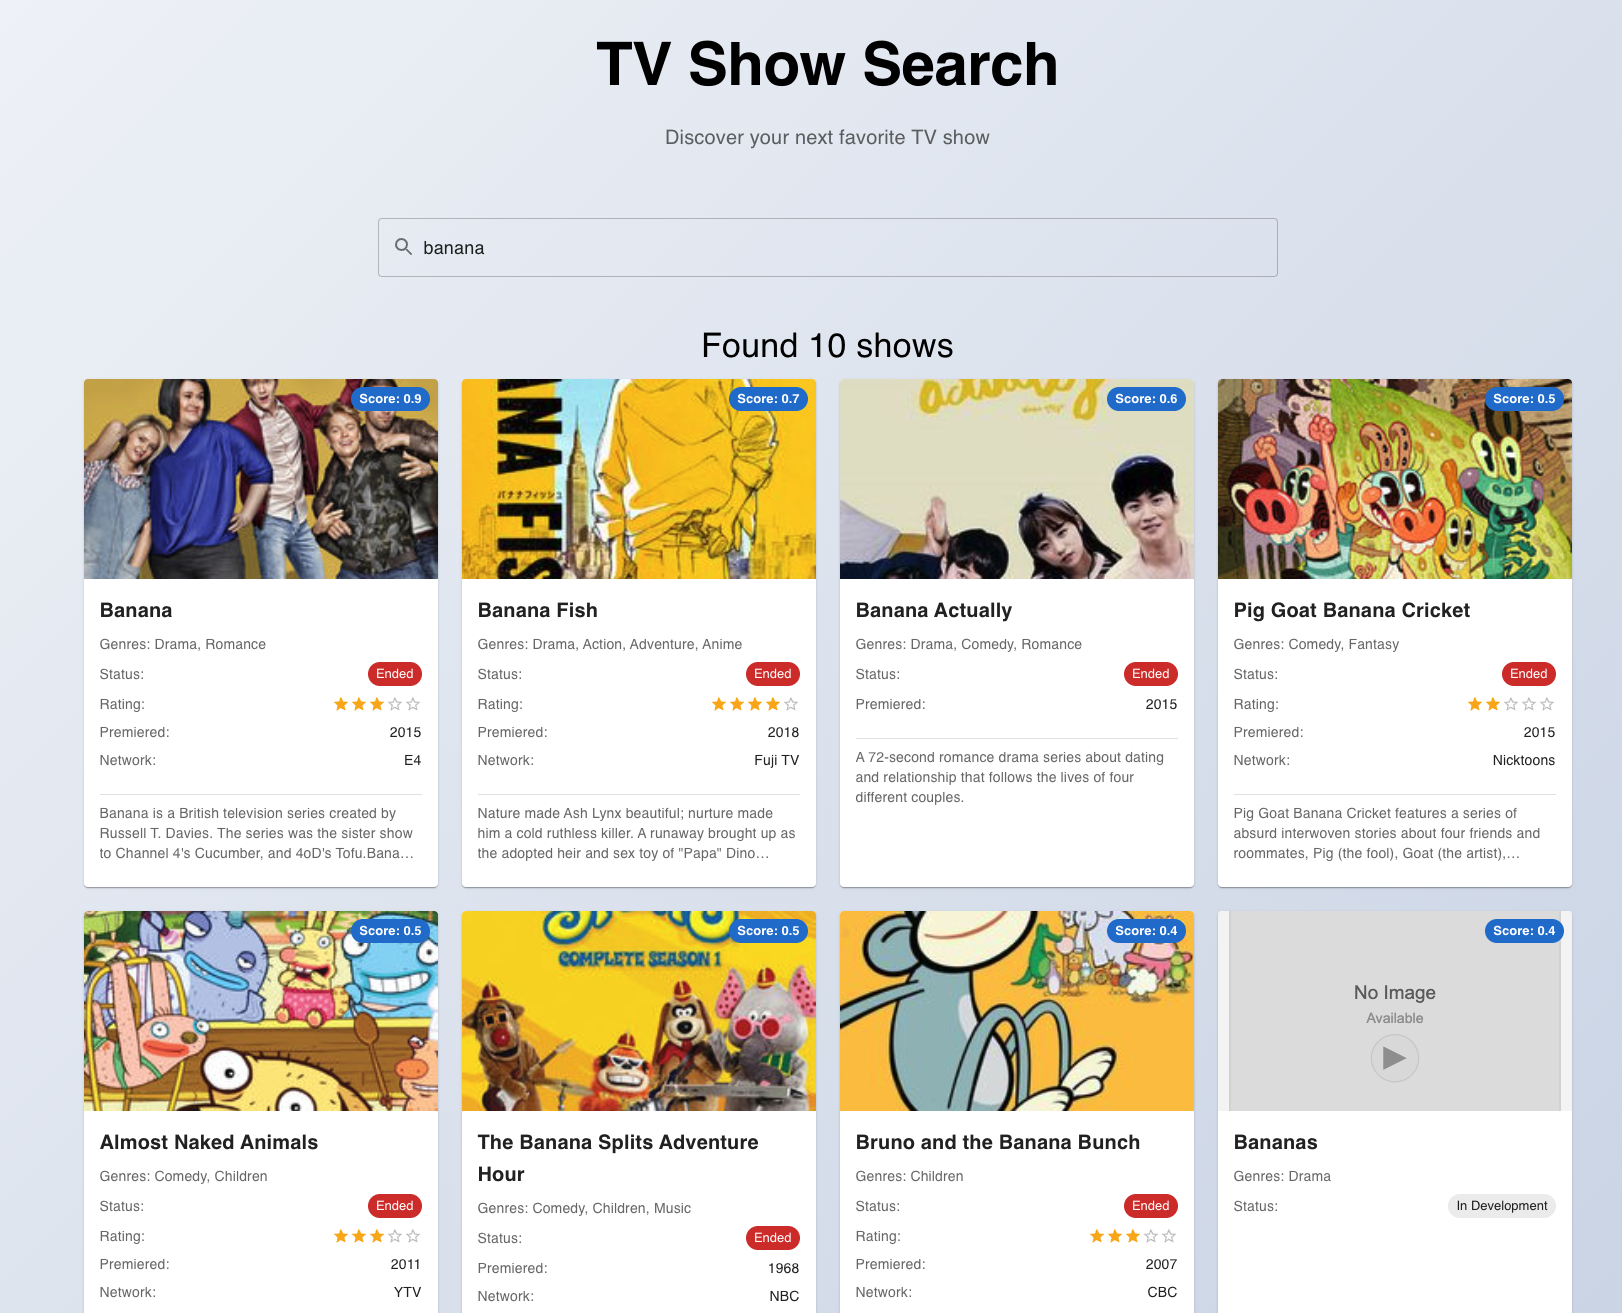 TV Show Search
Discover your next favorite TV show
banana
Found 10 shows
Score: 0.9
ANA FIS
バナナフィッシュ
Score: 0.7
Score: 0.6
Score: 0.5
Banana
Genres: Drama, Romance
Status: Ended
Rating:
Premiered: 2015
Network: E4
Banana is a British television series created by
Russell T. Davies. The series was the sister show
to Channel 4's Cucumber, and 4oD's Tofu.Bana…
Banana Fish
Genres: Drama, Action, Adventure, Anime
Status: Ended
Rating:
Premiered: 2018
Network: Fuji TV
Nature made Ash Lynx beautiful; nurture made
him a cold ruthless killer. A runaway brought up as
the adopted heir and sex toy of "Papa" Dino…
Banana Actually
Genres: Drama, Comedy, Romance
Status: Ended
Premiered: 2015
A 72-second romance drama series about dating
and relationship that follows the lives of four
different couples.
Pig Goat Banana Cricket
Genres: Comedy, Fantasy
Status: Ended
Rating:
Premiered: 2015
Network: Nicktoons
Pig Goat Banana Cricket features a series of
absurd interwoven stories about four friends and
roommates, Pig (the fool), Goat (the artist),…
Score: 0.5
Score: 0.5
COMPLETE SEASON 1
Score: 0.4
Score: 0.4
No Image
Available
Almost Naked Animals
Genres: Comedy, Children
Status: Ended
Rating:
Premiered: 2011
Network: YTV
The Banana Splits Adventure
Hour
Genres: Comedy, Children, Music
Status: Ended
Premiered: 1968
Network: NBC
Bruno and the Banana Bunch
Genres: Children
Status: Ended
Rating:
Premiered: 2007
Network: CBC
Bananas
Genres: Drama
Status: In Development